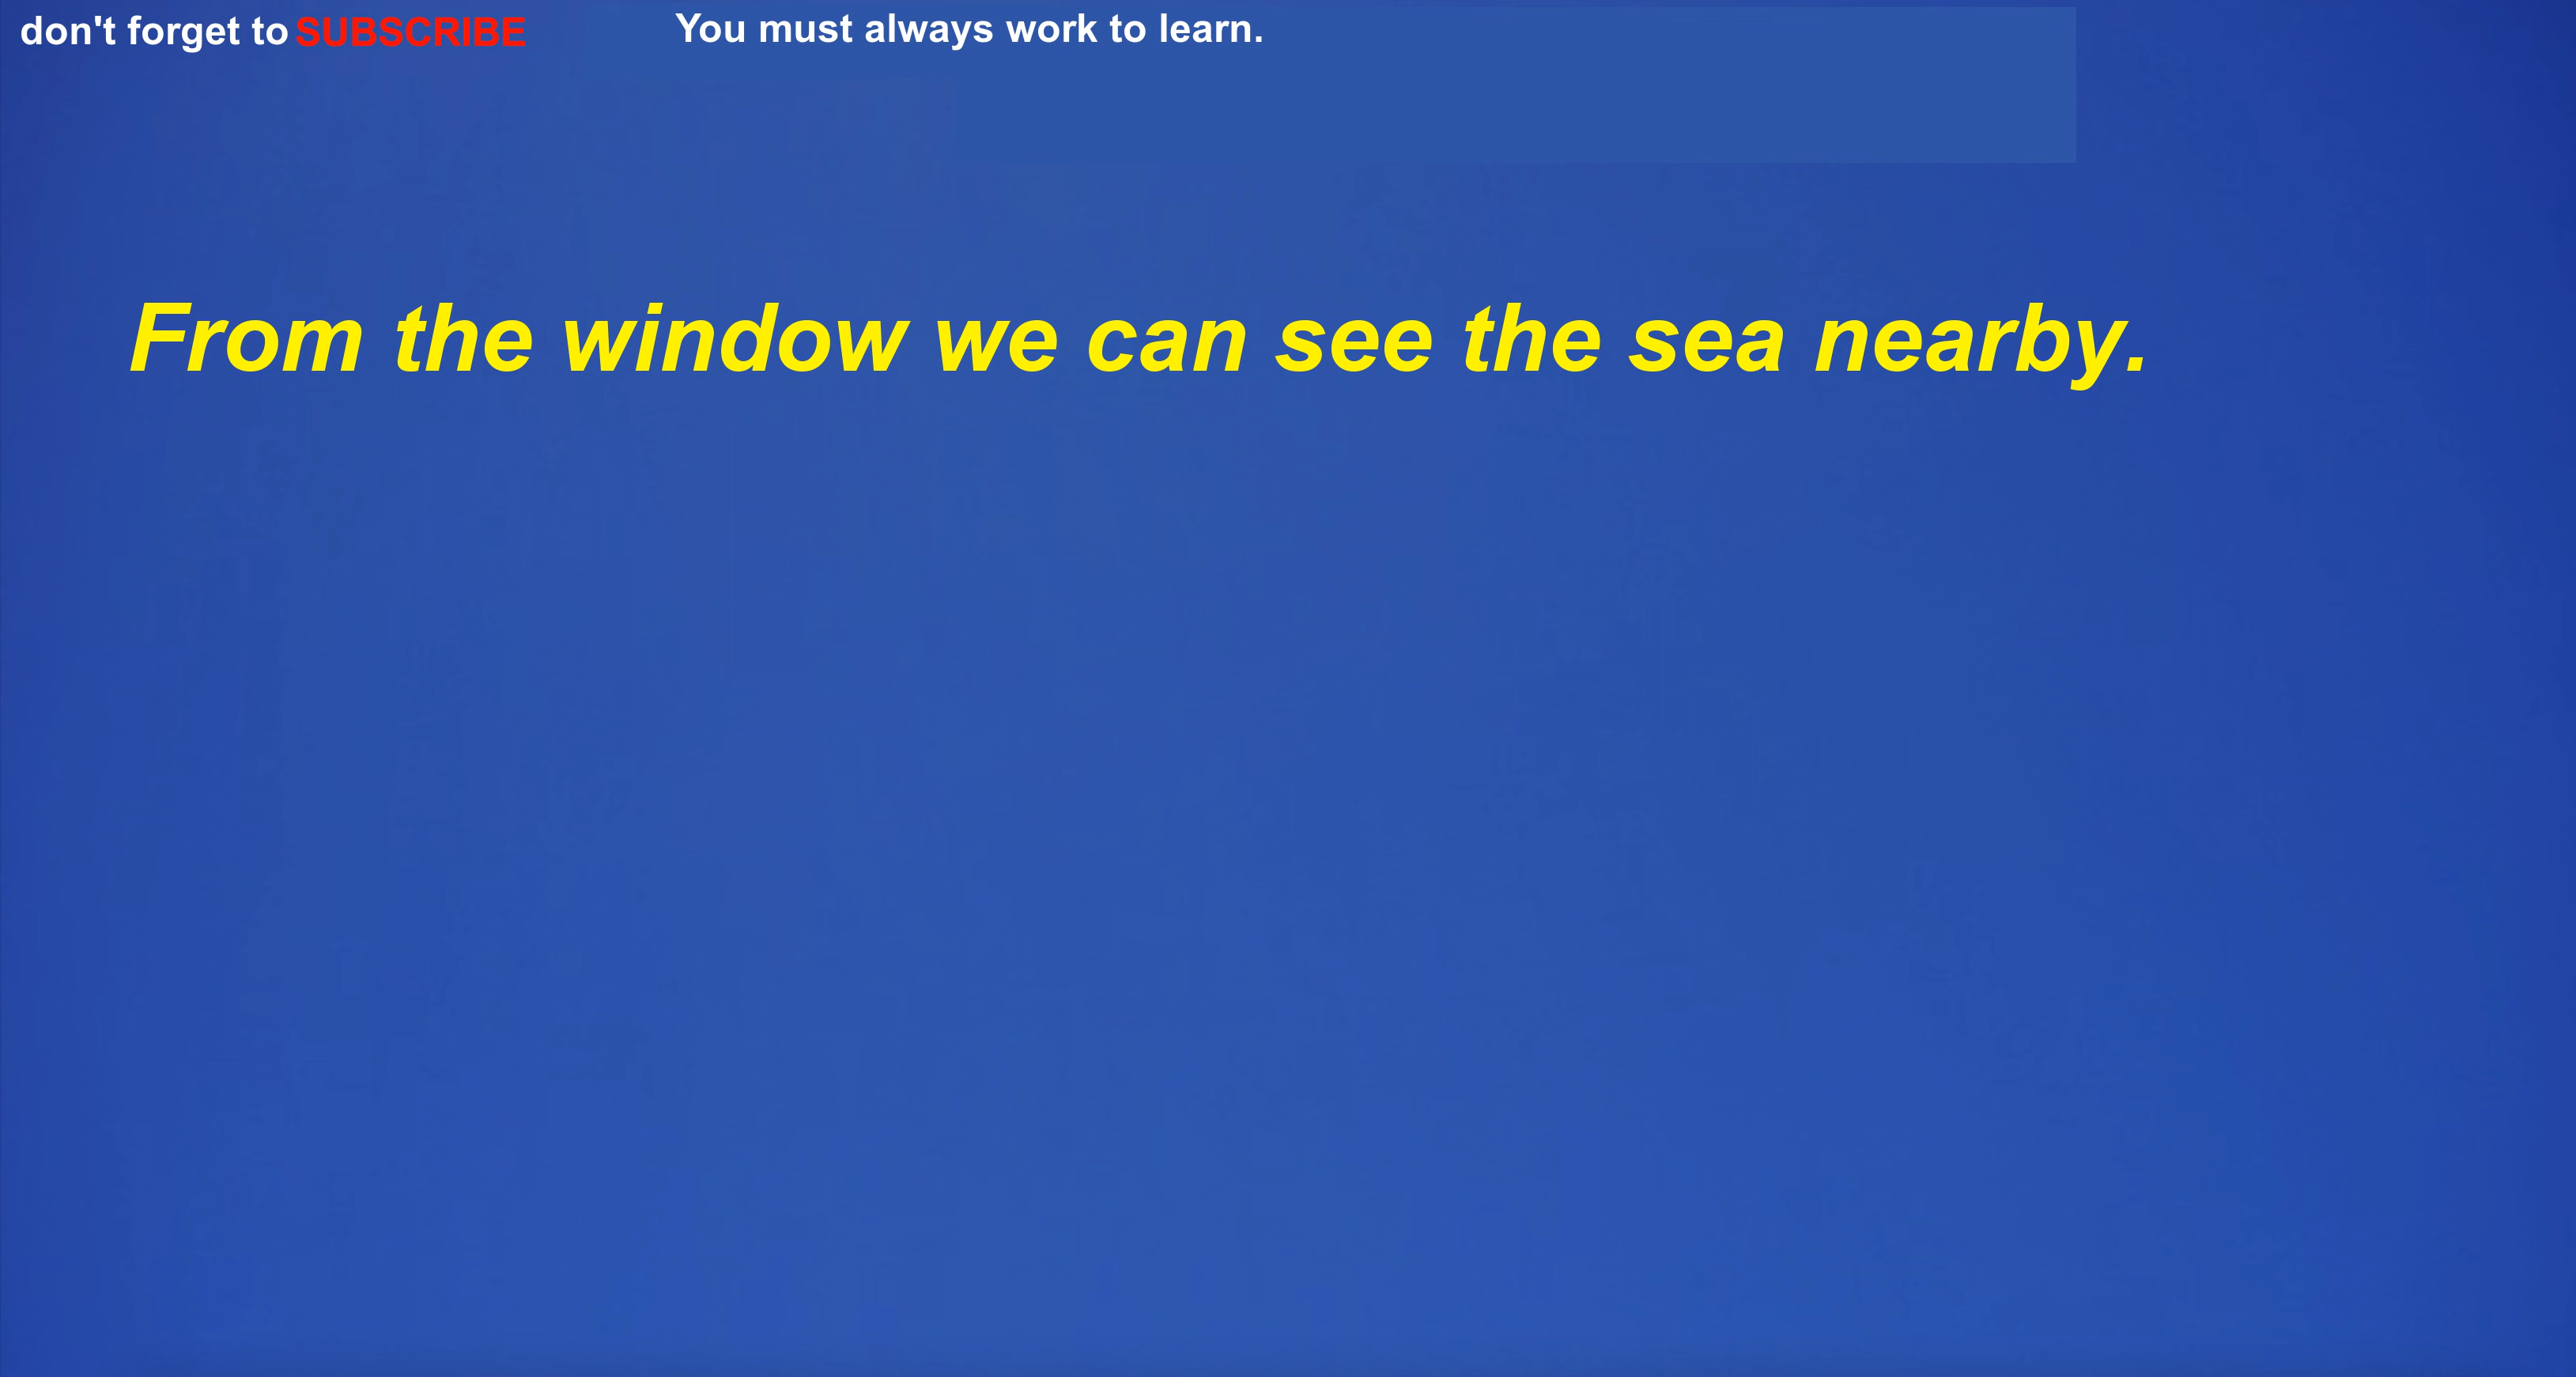 don't forget to SUBSCRIBE
You must always work to learn.
From the window we can see the sea nearby.